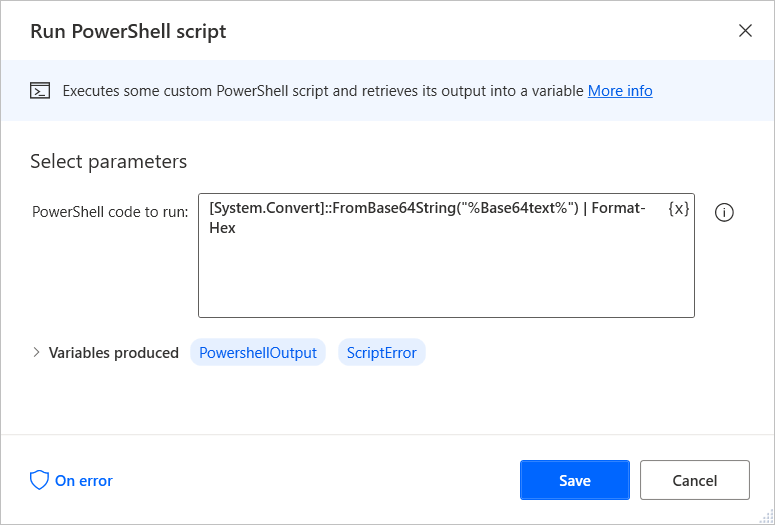 Run PowerShell script
Executes some custom PowerShell script and retrieves its output into a variable More info
Select parameters
PowerShell code to run:
[System.Convert]::FromBase64String("%Base64text%") | Format-
Hex
{x}
Variables produced PowershellOutput ScriptError
On error
Save
Cancel